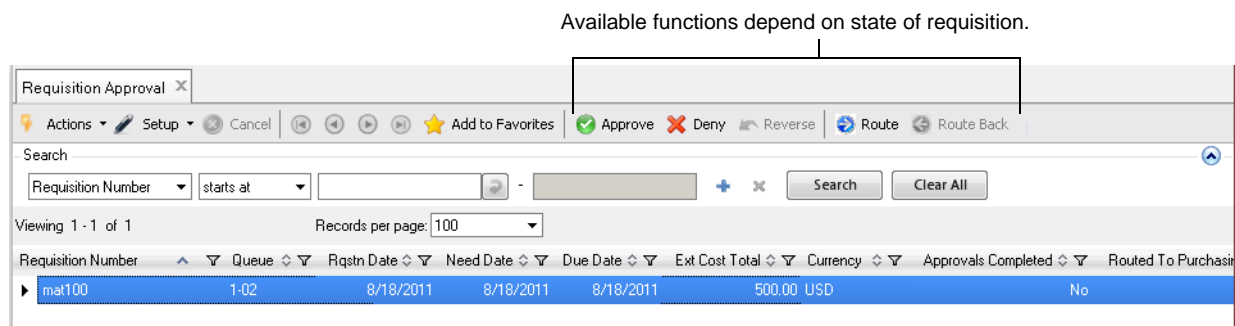 Available functions depend on state of requisition.
Requisition Approval
Actions Setup Cancel Add to Favorites Approve Deny Reverse Route Route Back
Search
Requisition Number starts at - Search Clear All
Viewing 1 - 1 of 1 Records per page: 100
Requisition Number Queue Rqstn Date Need Date Due Date Ext Cost Total Currency Approvals Completed Routed To Purchasin
mat100 1-02 8/18/2011 8/18/2011 8/18/2011 500.00 USD No